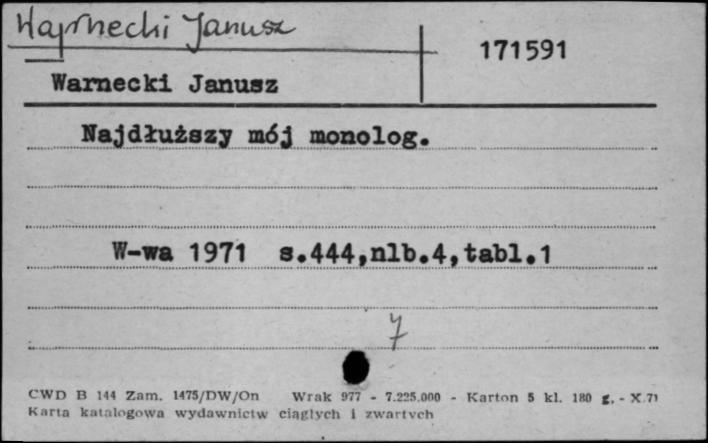 Warnecki Janusz
171591
Warnecki Janusz
Najdłuższy mój monolog.
W-wa 1971 s.444,nlb.4,tabl.1
7
CWD B 144 Zam. 1475/DW/On Wrak 977 - 7.225.000 - Karton 5 kl. 180 g. - X.71
Karta katalogowa wydawnictw ciągłych i zwartych